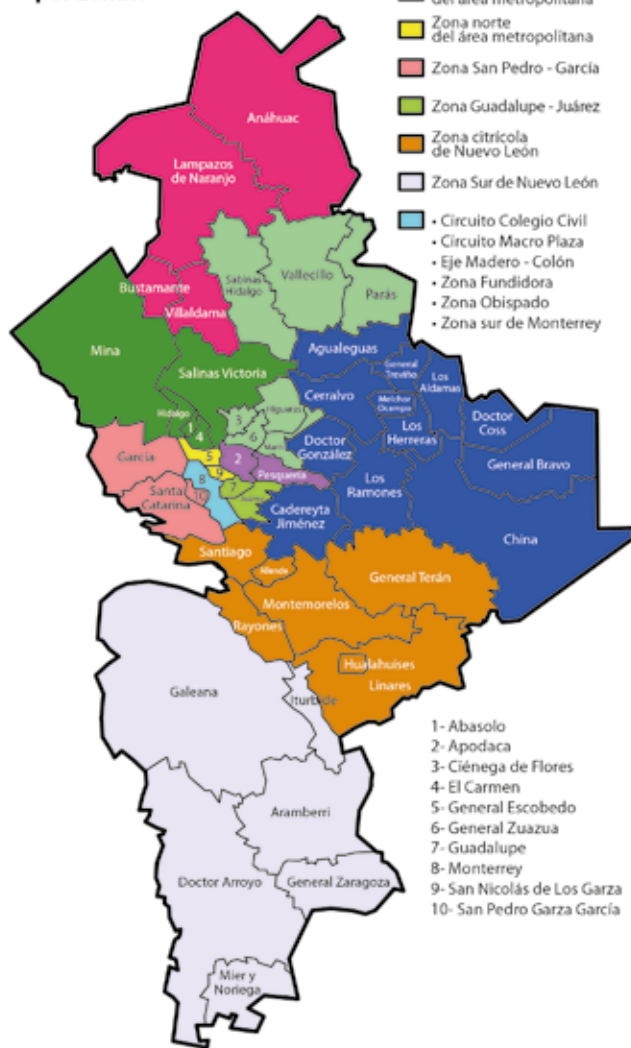 del área metropolitana
Zona norte
del área metropolitana
Zona San Pedro - García
Zona Guadalupe - Juárez
Zona citrícola
de Nuevo León
Zona Sur de Nuevo León
• Circuito Colegio Civil
• Circuito Macro Plaza
• Eje Madero - Colón
• Zona Fundidora
• Zona Obispado
• Zona sur de Monterrey
Anáhuac
Lampazos
de Naranjo
Sabinas
Hidalgo
Vallecillo
Parás
Bustamante
Villaldama
Mina
Salinas Victoria
Agualeguas
General
Treviño
Los
Aldamas
Cerralvo
Melchor
Ocampo
Doctor
Coss
Hidalgo
Higueras
Los
Herreras
1
4
3
6
Doctor
González
General Bravo
García
5
2
9
Pesquería
8
7
Los
Ramones
Santa
Catarina
10
Cadereyta
Jiménez
China
Santiago
Allende
General Terán
Montemorelos
Rayones
Hualahuises
Linares
Galeana
Iturbide
Aramberri
Doctor Arroyo
General Zaragoza
Mier y
Noriega
1- Abasolo
2- Apodaca
3- Ciénega de Flores
4- El Carmen
5- General Escobedo
6- General Zuazua
7- Guadalupe
8- Monterrey
9- San Nicolás de Los Garza
10- San Pedro Garza García